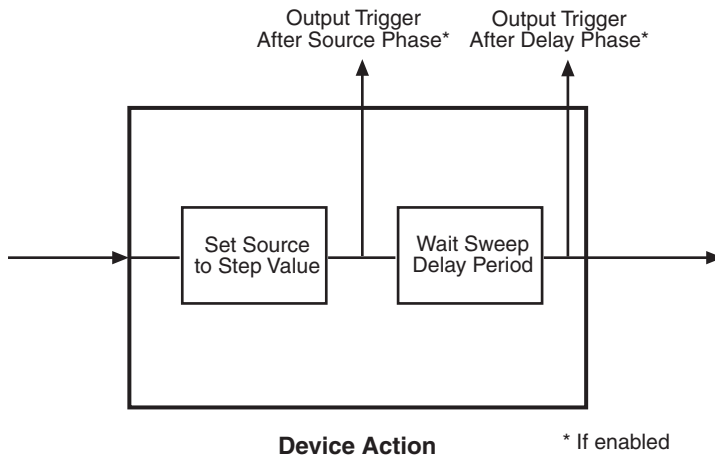 Output Trigger
After Source Phase*
Output Trigger
After Delay Phase*
Set Source
to Step Value
Wait Sweep
Delay Period
Device Action
* If enabled